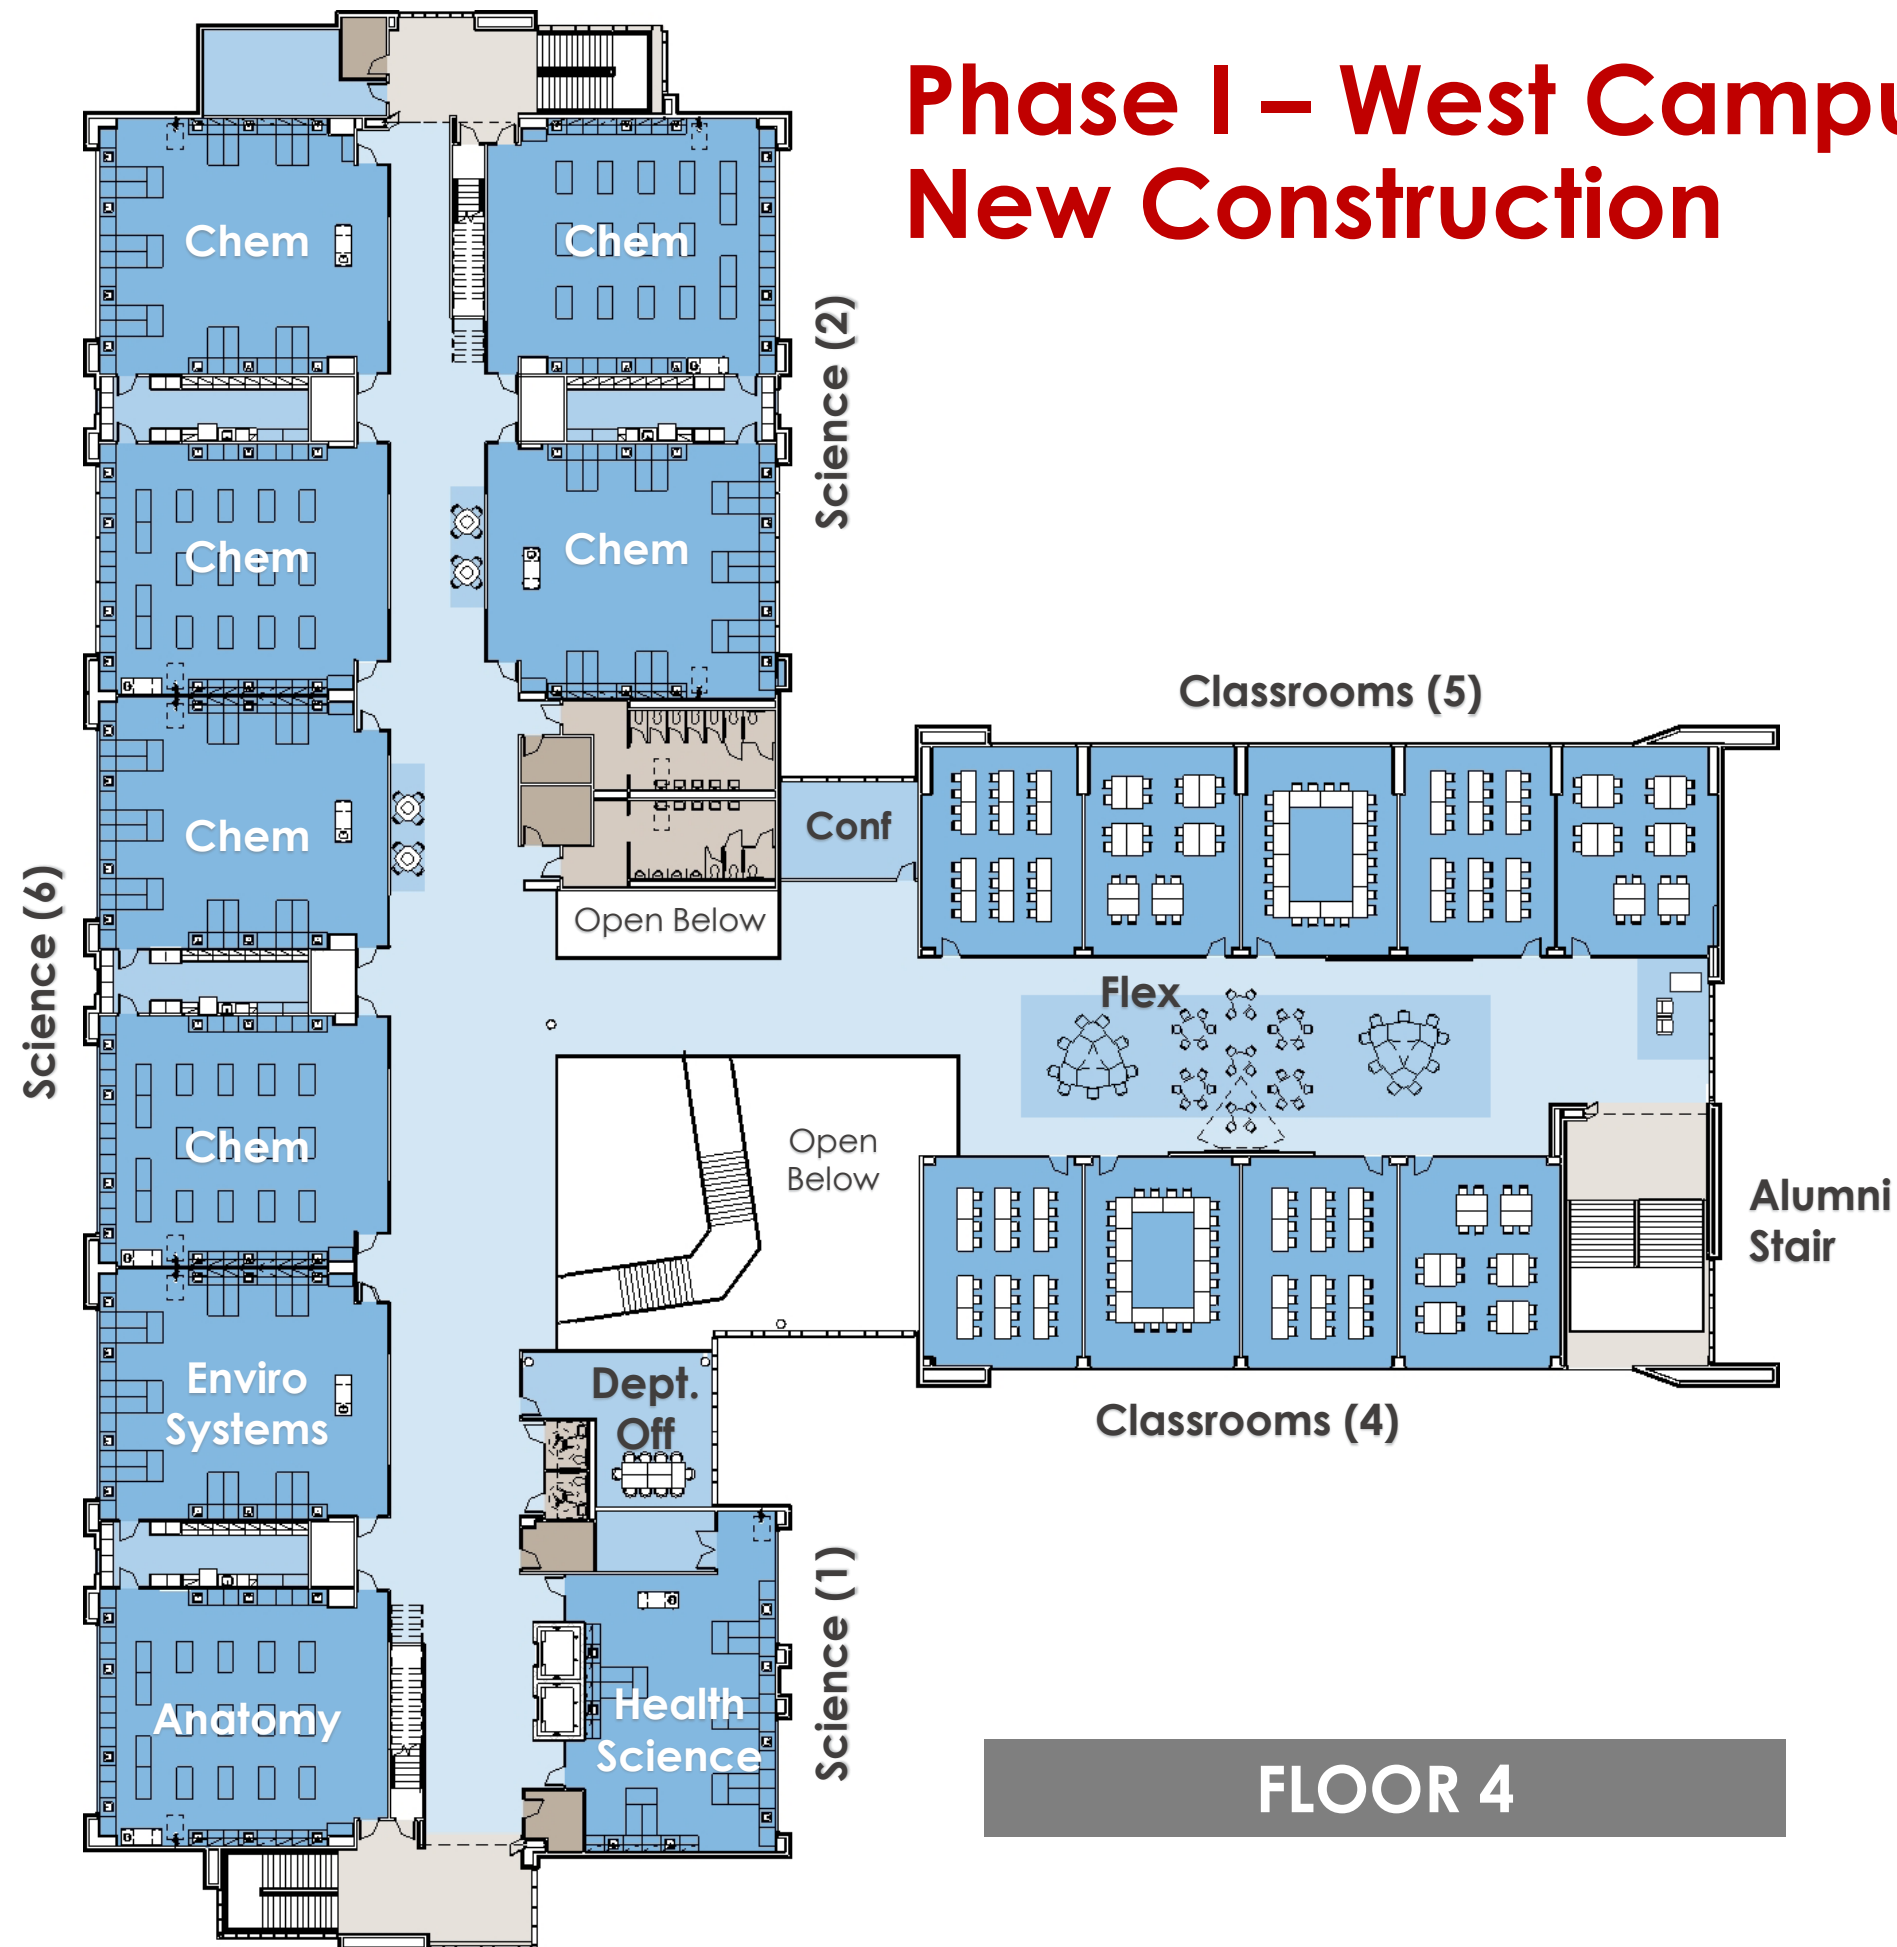 Phase I – West Campu
New Construction
Chem
Chem
Science (2)
Chem
Chem
Classrooms (5)
Chem
Conf
Science (6)
Open Below
Flex
Chem
Open
Below
Alumni
Stair
Enviro
Systems
Dept.
Off
Classrooms (4)
Science (1)
Anatomy
Health
Science
FLOOR 4